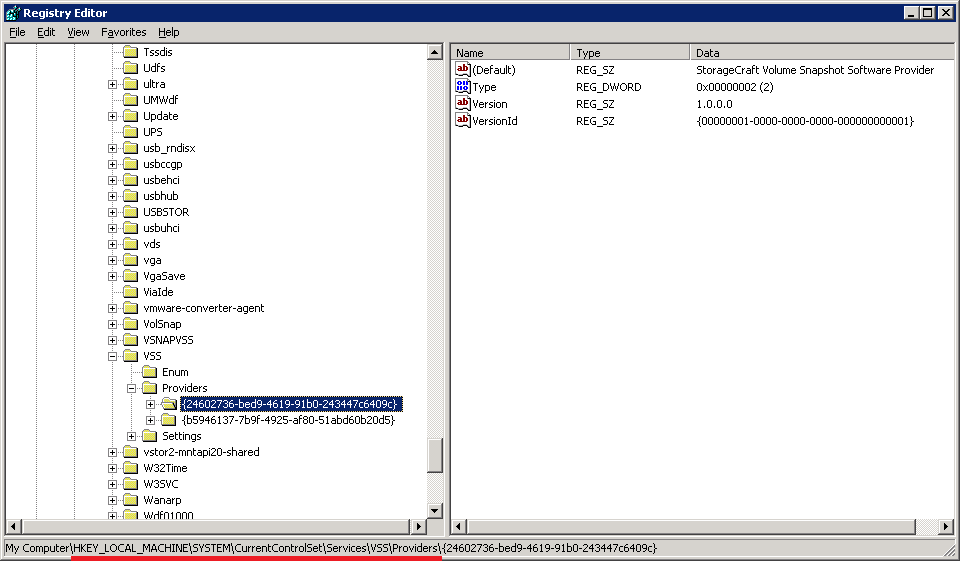 Registry Editor
File Edit View Favorites Help
Tssdis
Udfs
ultra
UMWdf
Update
UPS
usb_rndisx
usbccgp
usbehci
usbhub
USBSTOR
usbuhci
vds
vga
VgaSave
ViaIde
vmware-converter-agent
VolSnap
VSNAPVSS
VSS
Enum
Providers
{24602736-bed9-4619-91b0-243447c6409c}
{b5946137-7b9f-4925-af80-51abd60b20d5}
Settings
vstor2-mntapi20-shared
W32Time
W3SVC
Wanarp
Wdf01000
Name Type Data
(Default) REG_SZ StorageCraft Volume Snapshot Software Provider
Type REG_DWORD 0x00000002 (2)
Version REG_SZ 1.0.0.0
VersionId REG_SZ {00000001-0000-0000-0000-000000000001}
My Computer\HKEY_LOCAL_MACHINE\SYSTEM\CurrentControlSet\Services\VSS\Providers\{24602736-bed9-4619-91b0-243447c6409c}